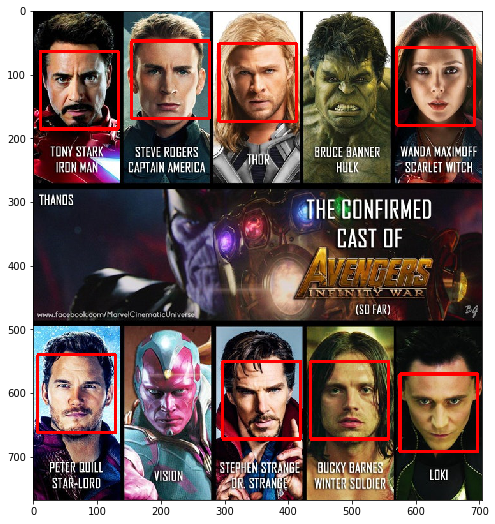 0
100
200
300
400
500
600
700
TONY STARK
IRON MAN
STEVE ROGERS
CAPTAIN AMERICA
THOR
BRUCE BANNER
HULK
WANDA MAXIMOFF
SCARLET WITCH
THANOS
THE CONFIRMED
CAST OF
AVENGERS
INFINITY WAR
(SO FAR)
www.facebook.com/MarvelCinematicUniverse
BG
PETER QUILL
STAR-LORD
VISION
STEPHEN STRANGE
DR. STRANGE
BUCKY BARNES
WINTER SOLDIER
LOKI
0 100 200 300 400 500 600 700